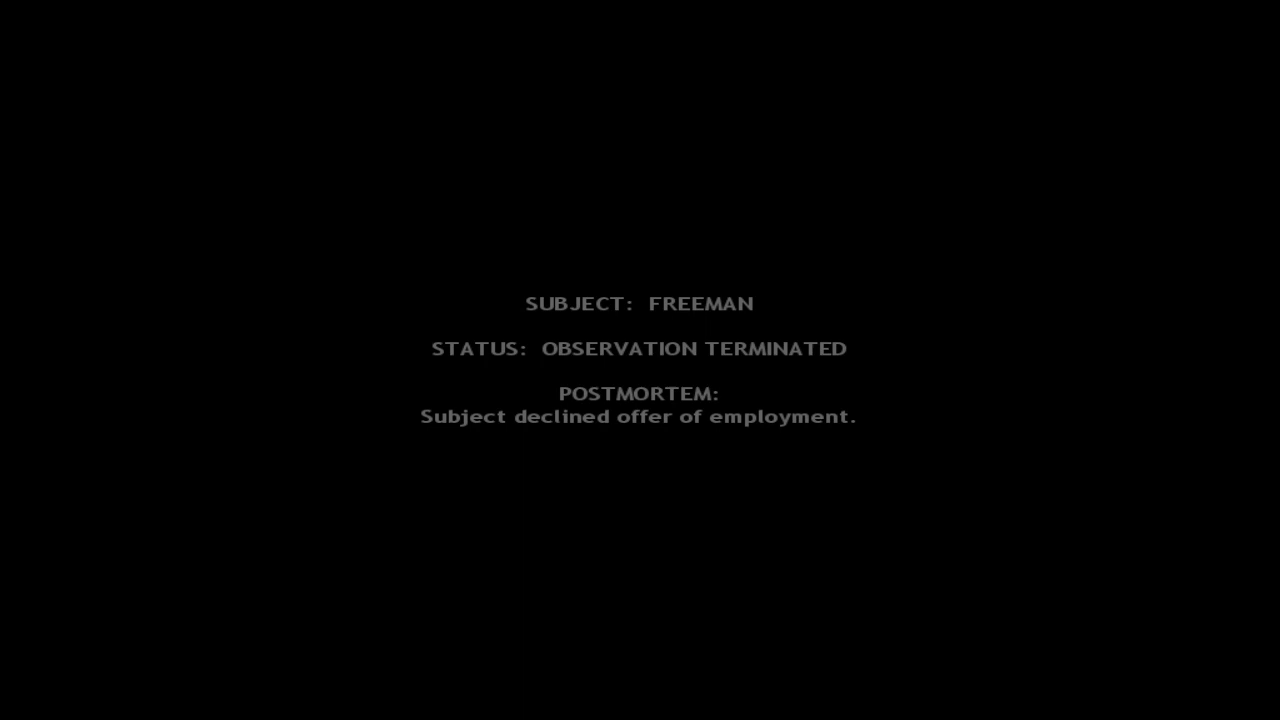 SUBJECT: FREEMAN
STATUS: OBSERVATION TERMINATED
POSTMORTEM:
Subject declined offer of employment.